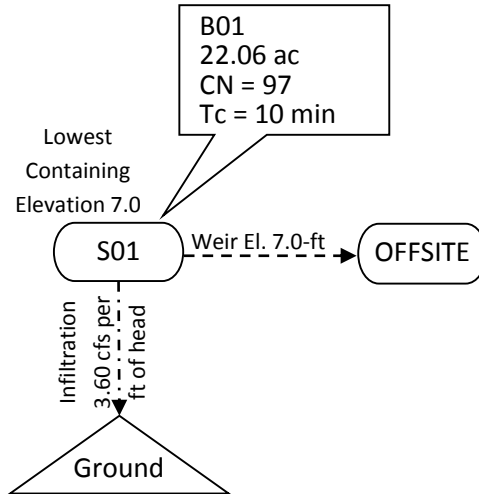 B01
22.06 ac
CN = 97
Tc = 10 min
Lowest
Containing
Elevation 7.0
S01
Weir El. 7.0-ft
OFFSITE
Infiltration
3.60 cfs per
ft of head
Ground